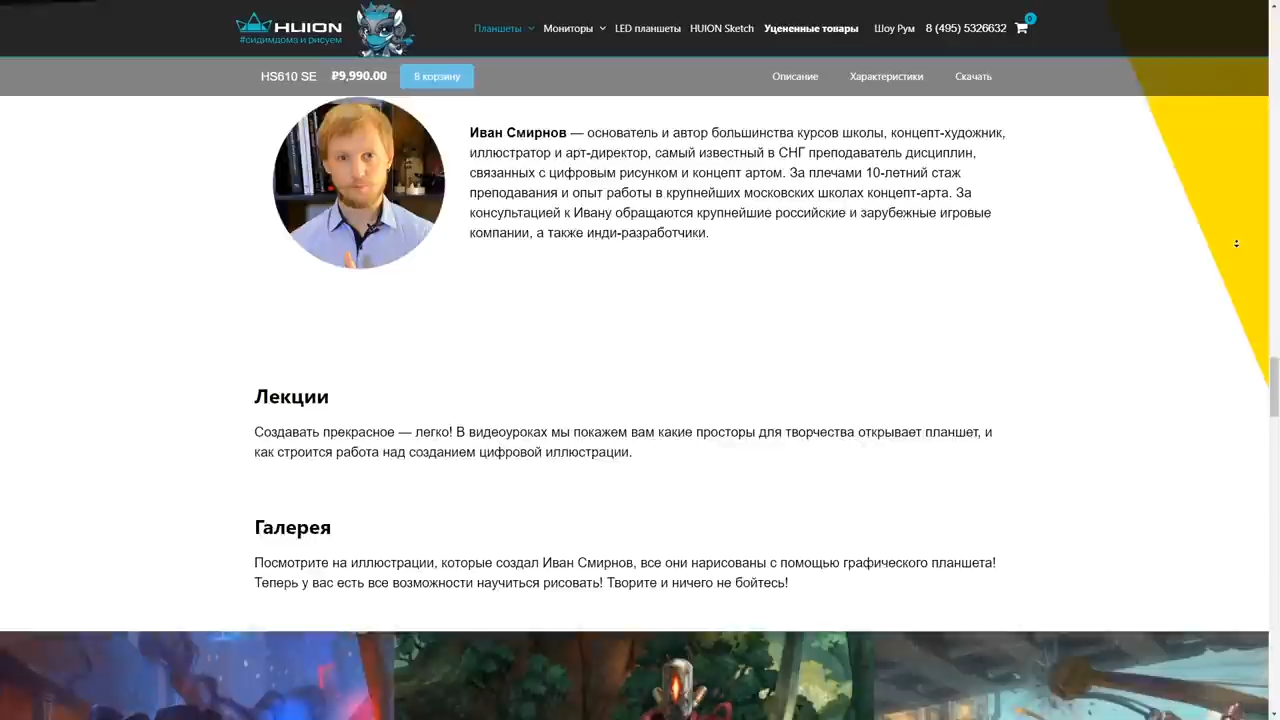 HUION
#сидимдома и рисуем
Планшеты Мониторы LED планшеты HUION Sketch Уцененные товары Шоу Рум 8 (495) 5326632 0
HS610 SE ₽9,990.00 В корзину Описание Характеристики Скачать
Иван Смирнов — основатель и автор большинства курсов школы, концепт-художник,
иллюстратор и арт-директор, самый известный в СНГ преподаватель дисциплин,
связанных с цифровым рисунком и концепт артом. За плечами 10-летний стаж
преподавания и опыт работы в крупнейших московских школах концепт-арта. За
консультацией к Ивану обращаются крупнейшие российские и зарубежные игровые
компании, а также инди-разработчики.
Лекции
Создавать прекрасное — легко! В видеоуроках мы покажем вам какие просторы для творчества открывает планшет, и
как строится работа над созданием цифровой иллюстрации.
Галерея
Посмотрите на иллюстрации, которые создал Иван Смирнов, все они нарисованы с помощью графического планшета!
Теперь у вас есть все возможности научиться рисовать! Творите и ничего не бойтесь!